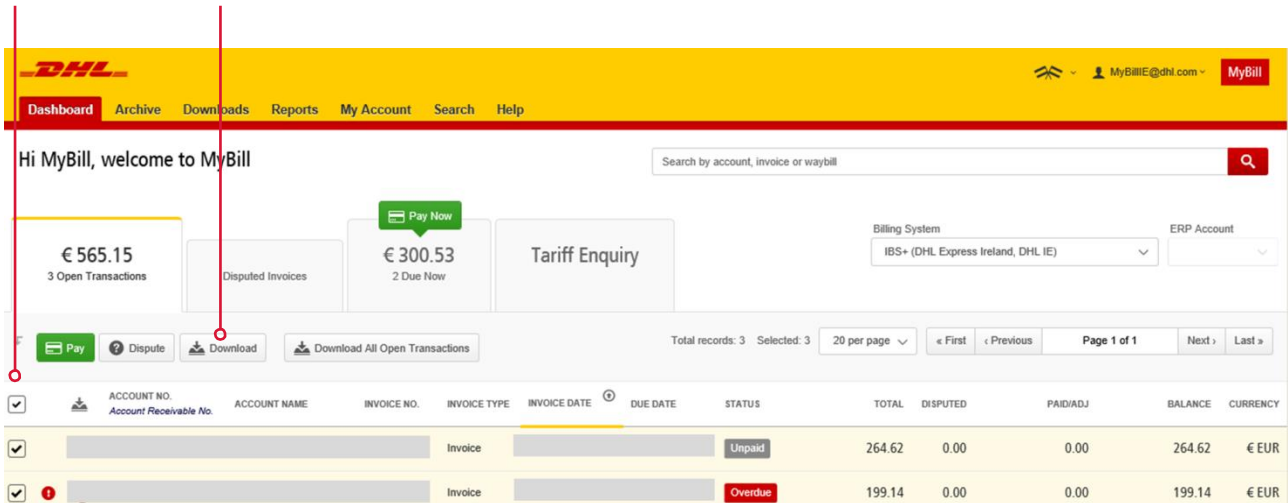 DHL
MyBillIE@dhl.com MyBill
Dashboard Archive Downloads Reports My Account Search Help
Hi MyBill, welcome to MyBill
Search by account, invoice or waybill
Pay Now
€ 565.15
3 Open Transactions
Disputed Invoices
€ 300.53
2 Due Now
Tariff Enquiry
Billing System
IBS+ (DHL Express Ireland, DHL IE)
ERP Account
Pay Dispute Download Download All Open Transactions
Total records: 3 Selected: 3 20 per page « First ‹ Previous Page 1 of 1 Next › Last »
ACCOUNT NO. ACCOUNT NAME INVOICE NO. INVOICE TYPE INVOICE DATE DUE DATE STATUS TOTAL DISPUTED PAID/ADJ BALANCE CURRENCY
Account Receivable No.
Invoice Unpaid 264.62 0.00 0.00 264.62 € EUR
Invoice Overdue 199.14 0.00 0.00 199.14 € EUR